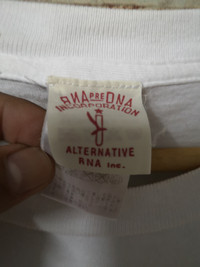 RNA PRE DNA
INCORPORATION
ALTERNATIVE
RNA INC.